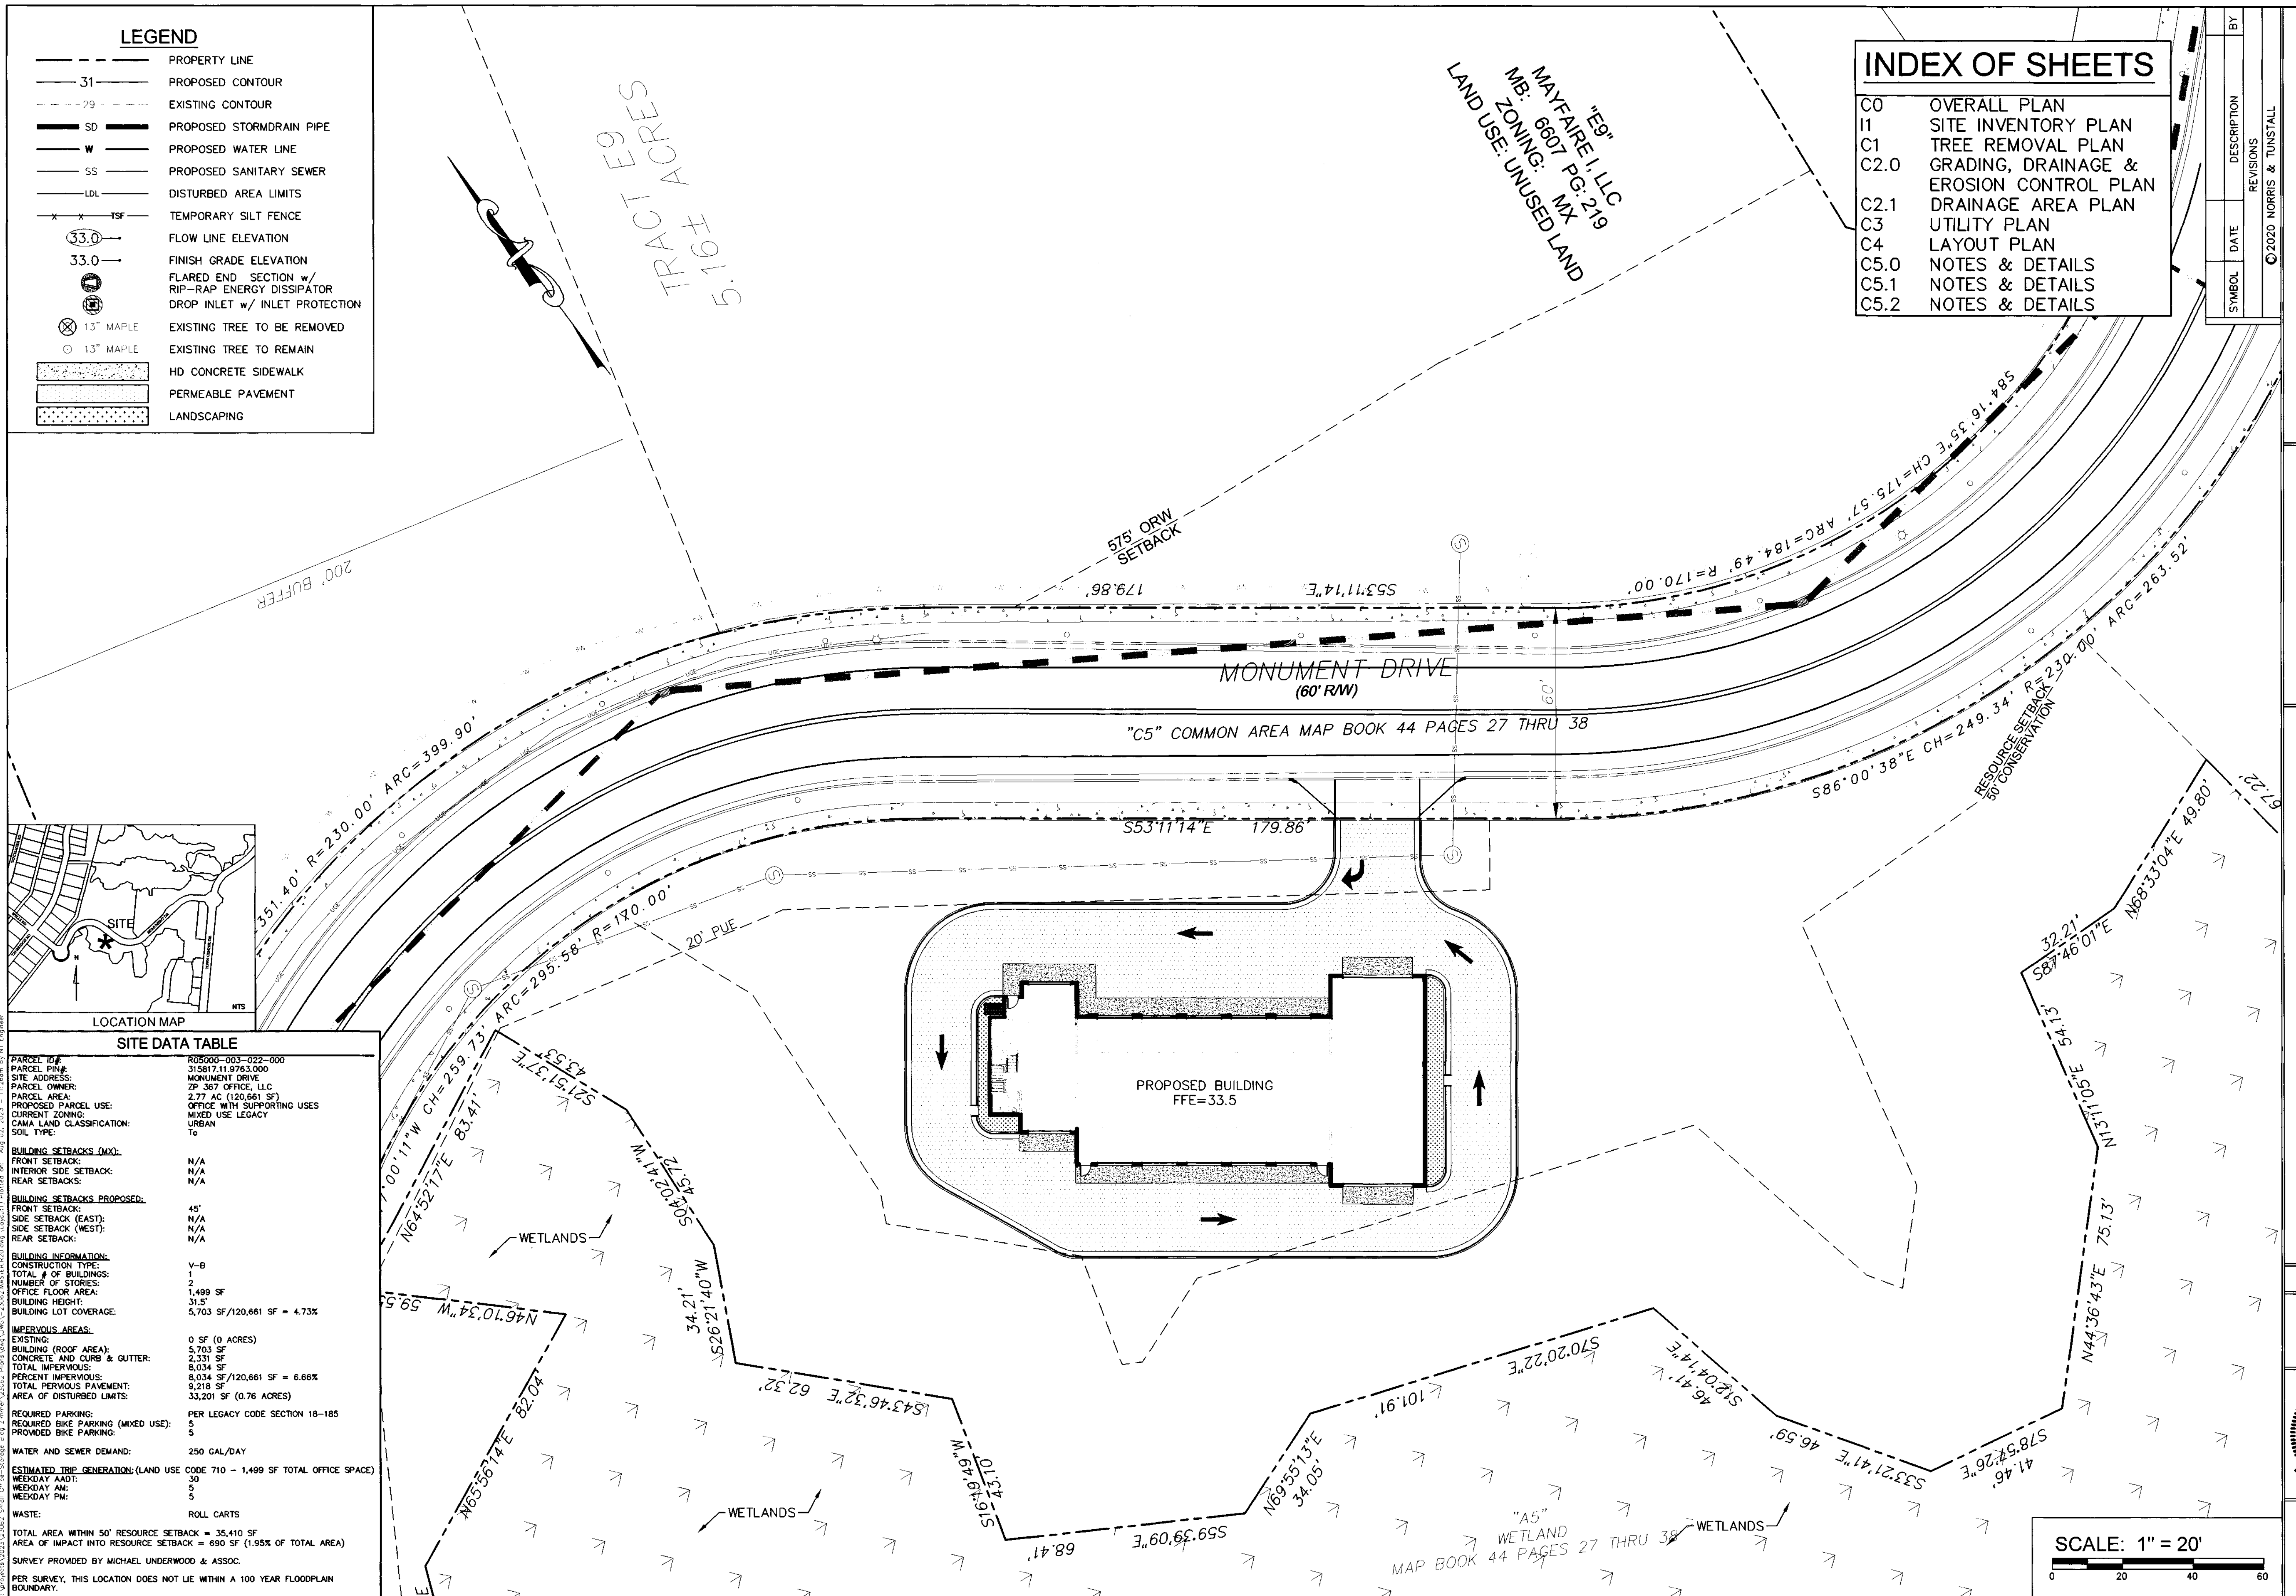 LEGEND
PROPERTY LINE
31 PROPOSED CONTOUR
29 EXISTING CONTOUR
SD PROPOSED STORMDRAIN PIPE
W PROPOSED WATER LINE
SS PROPOSED SANITARY SEWER
LDL DISTURBED AREA LIMITS
X X TSF TEMPORARY SILT FENCE
33.0 FLOW LINE ELEVATION
33.0 FINISH GRADE ELEVATION
FLARED END SECTION w/
RIP-RAP ENERGY DISSIPATOR
DROP INLET w/ INLET PROTECTION
13" MAPLE EXISTING TREE TO BE REMOVED
13" MAPLE EXISTING TREE TO REMAIN
HD CONCRETE SIDEWALK
PERMEABLE PAVEMENT
LANDSCAPING
TRACT E9
5.16± ACRES
"E9"
MAYFAIRE I, LLC
MB: 6607 PG: 219
ZONING: MX
LAND USE: UNUSED LAND
INDEX OF SHEETS
C0 OVERALL PLAN
I1 SITE INVENTORY PLAN
C1 TREE REMOVAL PLAN
C2.0 GRADING, DRAINAGE &
EROSION CONTROL PLAN
C2.1 DRAINAGE AREA PLAN
C3 UTILITY PLAN
C4 LAYOUT PLAN
C5.0 NOTES & DETAILS
C5.1 NOTES & DETAILS
C5.2 NOTES & DETAILS
SYMBOL DATE DESCRIPTION BY
REVISIONS
©2020 NORRIS & TUNSTALL
200' BUFFER
575' ORW
SETBACK
S53°11'14"E 179.86'
S84°16'35"E CH=175.57' ARC=184.49' R=170.00'
MONUMENT DRIVE
(60' R/W)
60'
"C5" COMMON AREA MAP BOOK 44 PAGES 27 THRU 38
351.40' R=230.00' ARC=399.90'
S53°11'14"E 179.86'
S86°00'38"E CH=249.34' R=230.00' ARC=263.52'
RESOURCE SETBACK
50' CONSERVATION
67.22'
N68°33'04"E 49.80'
32.21'
S87°46'01"E
N13°11'05"E 54.13'
N44°36'43"E 75.13'
20' PUE
00'11"W CH=259.73' ARC=295.58' R=170.00'
N64°52'17"E 83.41'
S21°51'37"E
43.53'
S04°02'41"W
45.72'
34.21'
S26°21'40"W
N46°10'34"W 59.5
N65°56'14"E 82.04'
S43°46'32"E 62.32'
S16°19'49"W
43.10'
S59°39'09"E 68.41'
N69°55'13"E
34.05'
S70°20'22"E 101.91'
S12°04'14"E
46.41'
S33°21'41"E 46.59'
S78°57'26"E
41.46'
PROPOSED BUILDING
FFE=33.5
WETLANDS
WETLANDS
WETLANDS
"A5"
WETLAND
MAP BOOK 44 PAGES 27 THRU 38
SITE
N
NTS
LOCATION MAP
SITE DATA TABLE
PARCEL ID#: R05000-003-022-000
PARCEL PIN#: 315817.11.9763.000
SITE ADDRESS: MONUMENT DRIVE
PARCEL OWNER: ZP 367 OFFICE, LLC
PARCEL AREA: 2.77 AC (120,661 SF)
PROPOSED PARCEL USE: OFFICE WITH SUPPORTING USES
CURRENT ZONING: MIXED USE LEGACY
CAMA LAND CLASSIFICATION: URBAN
SOIL TYPE: To
BUILDING SETBACKS (MX):
FRONT SETBACK: N/A
INTERIOR SIDE SETBACK: N/A
REAR SETBACKS: N/A
BUILDING SETBACKS PROPOSED:
FRONT SETBACK: 45'
SIDE SETBACK (EAST): N/A
SIDE SETBACK (WEST): N/A
REAR SETBACK: N/A
BUILDING INFORMATION:
CONSTRUCTION TYPE: V-B
TOTAL # OF BUILDINGS: 1
NUMBER OF STORIES: 2
OFFICE FLOOR AREA: 1,499 SF
BUILDING HEIGHT: 31.5'
BUILDING LOT COVERAGE: 5,703 SF/120,661 SF = 4.73%
IMPERVIOUS AREAS:
EXISTING: 0 SF (0 ACRES)
BUILDING (ROOF AREA): 5,703 SF
CONCRETE AND CURB & GUTTER: 2,331 SF
TOTAL IMPERVIOUS: 8,034 SF
PERCENT IMPERVIOUS: 8,034 SF/120,661 SF = 6.66%
TOTAL PERVIOUS PAVEMENT: 9,218 SF
AREA OF DISTURBED LIMITS: 33,201 SF (0.76 ACRES)
REQUIRED PARKING: PER LEGACY CODE SECTION 18-185
REQUIRED BIKE PARKING (MIXED USE): 5
PROVIDED BIKE PARKING: 5
WATER AND SEWER DEMAND: 250 GAL/DAY
ESTIMATED TRIP GENERATION: (LAND USE CODE 710 - 1,499 SF TOTAL OFFICE SPACE)
WEEKDAY AADT: 30
WEEKDAY AM: 5
WEEKDAY PM: 5
WASTE: ROLL CARTS
TOTAL AREA WITHIN 50' RESOURCE SETBACK = 35,410 SF
AREA OF IMPACT INTO RESOURCE SETBACK = 690 SF (1.95% OF TOTAL AREA)
SURVEY PROVIDED BY MICHAEL UNDERWOOD & ASSOC.
PER SURVEY, THIS LOCATION DOES NOT LIE WITHIN A 100 YEAR FLOODPLAIN
BOUNDARY.
SCALE: 1" = 20'
0 20 40 60